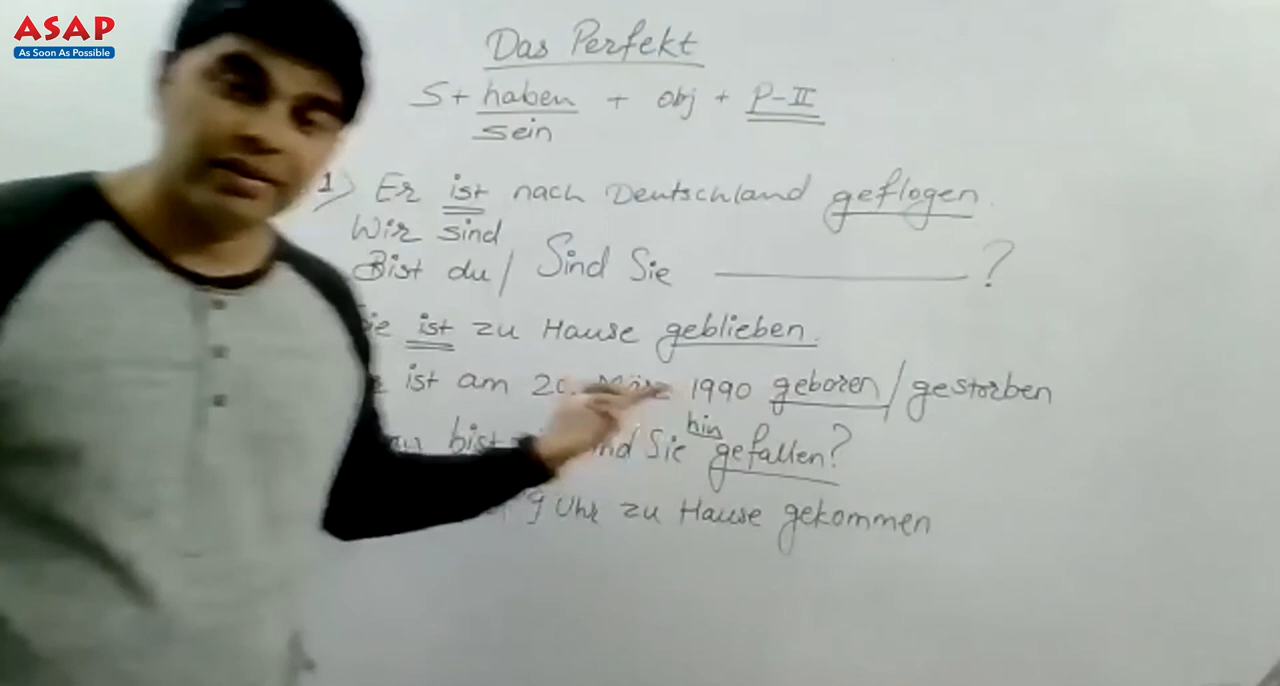 ASAP
As Soon As Possible
Das Perfekt
S + haben + obj + P-II
sein
1) Er ist nach Deutschland geflogen.
Wir sind
Bist du / Sind Sie ?
ist zu Hause geblieben.
ist am 1990 geboren / gestorben
hin
bist Sie gefallen?
9 Uhr zu Hause gekommen